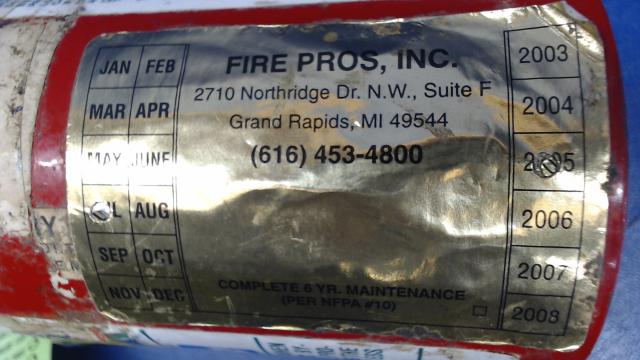 FIRE PROS, INC.
2710 Northridge Dr. N.W., Suite F
Grand Rapids, MI 49544
(616) 453-4800
COMPLETE 6 YR. MAINTENANCE
(PER NFPA #10)
JAN FEB
MAR APR
MAY JUNE
AUG
SEP OCT
NOV DEC
2003
2004
2006
2007
2008